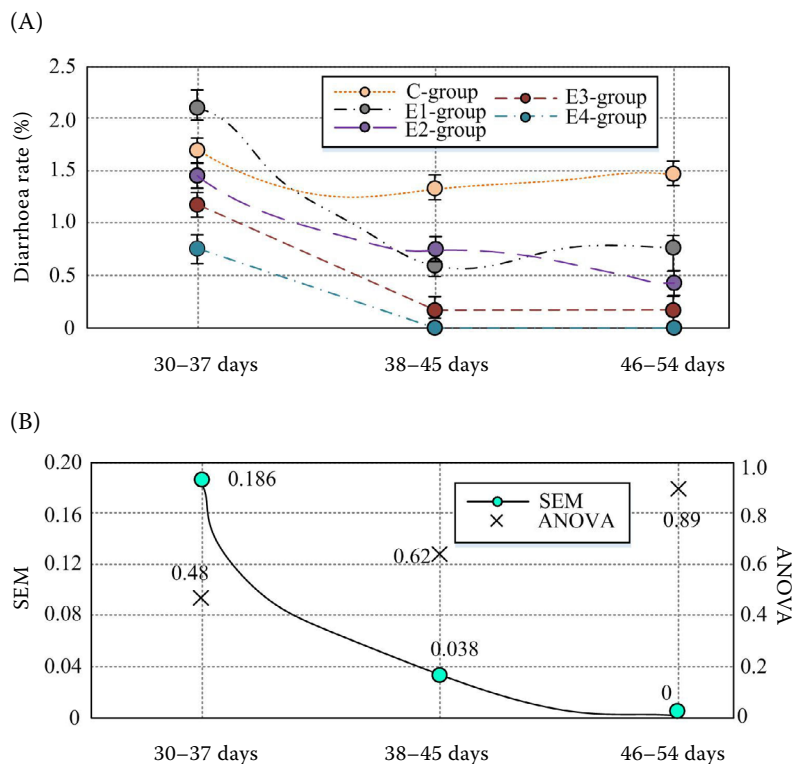 (A)
Diarrhoea rate (%)
2.5
2.0
1.5
1.0
0.5
0
C-group
E1-group
E2-group
E3-group
E4-group
30–37 days
38–45 days
46–54 days
(B)
SEM
0.20
0.16
0.12
0.08
0.04
0
0.186
0.48
0.62
0.038
0.89
0
SEM
ANOVA
1.0
0.8
0.6
0.4
0.2
0
ANOVA
30–37 days
38–45 days
46–54 days